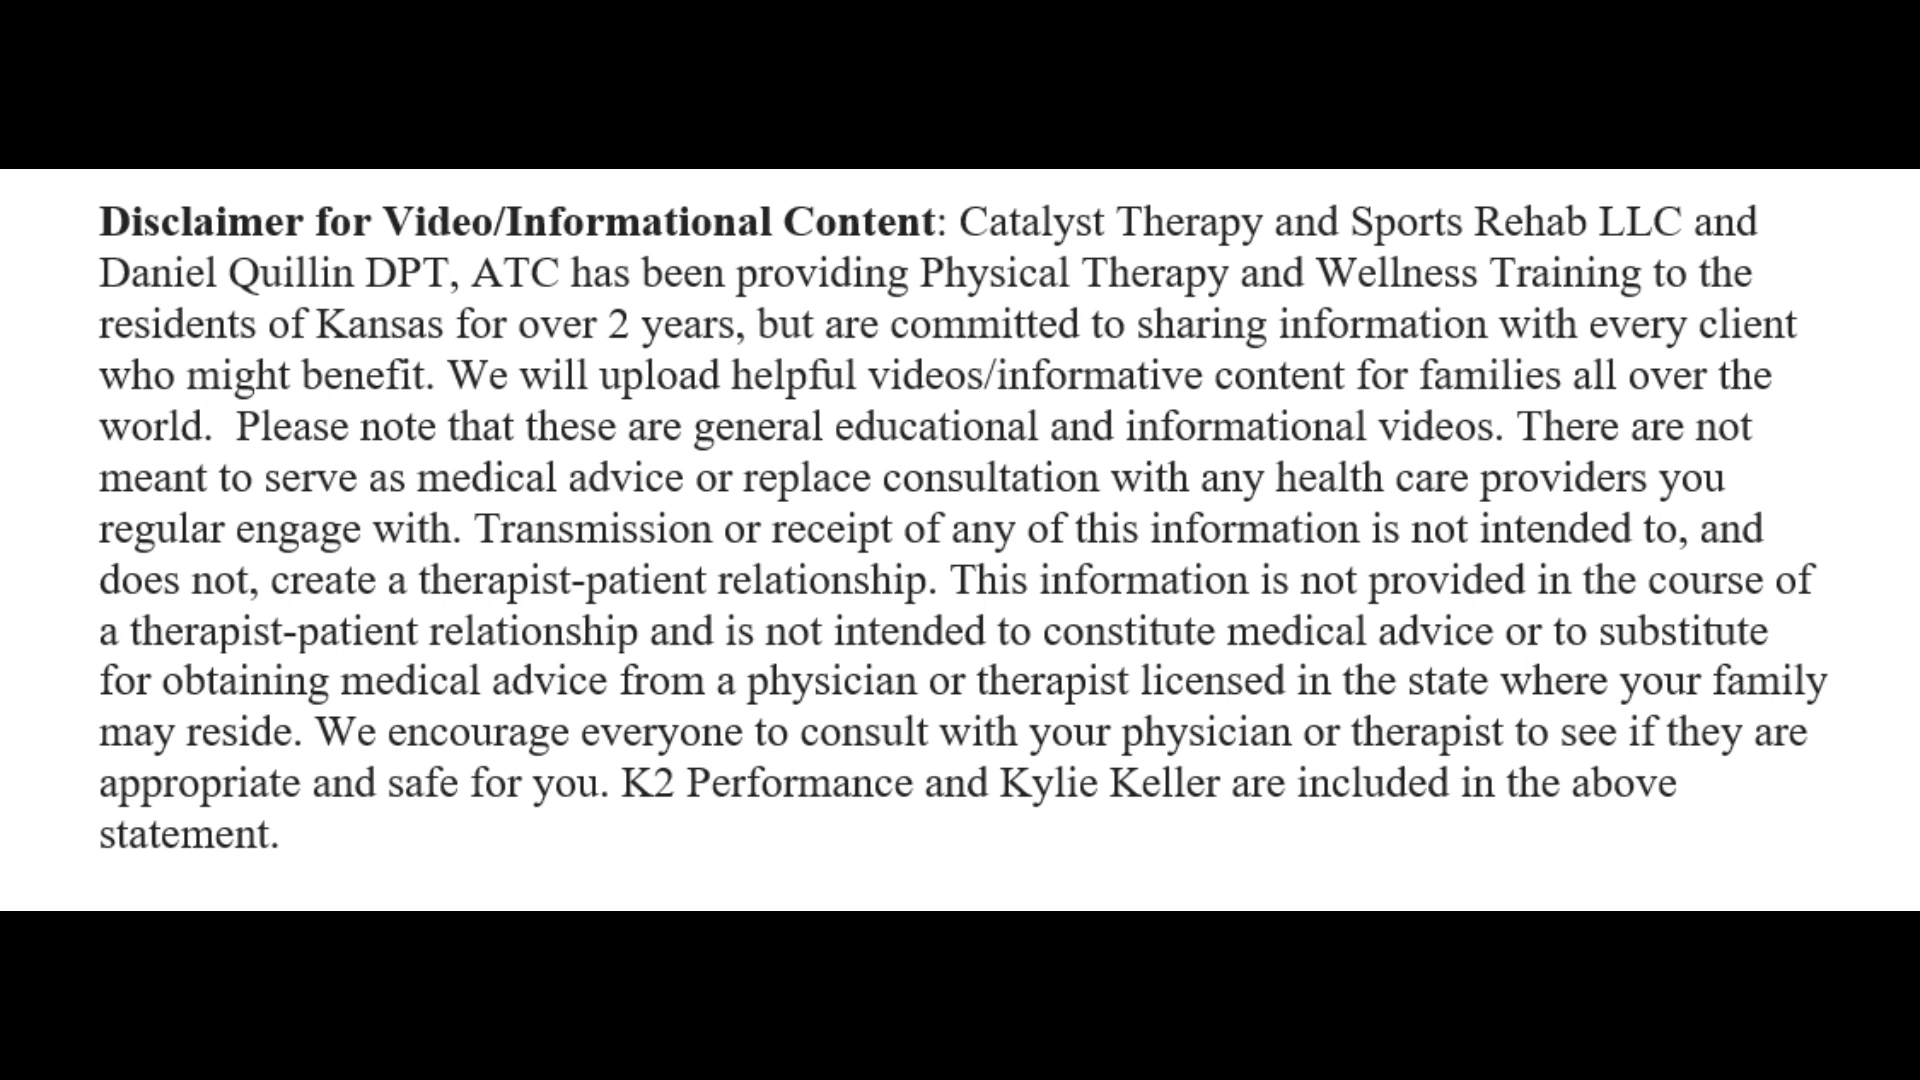 Disclaimer for Video/Informational Content: Catalyst Therapy and Sports Rehab LLC and
Daniel Quillin DPT, ATC has been providing Physical Therapy and Wellness Training to the
residents of Kansas for over 2 years, but are committed to sharing information with every client
who might benefit. We will upload helpful videos/informative content for families all over the
world.  Please note that these are general educational and informational videos. There are not
meant to serve as medical advice or replace consultation with any health care providers you
regular engage with. Transmission or receipt of any of this information is not intended to, and
does not, create a therapist-patient relationship. This information is not provided in the course of
a therapist-patient relationship and is not intended to constitute medical advice or to substitute
for obtaining medical advice from a physician or therapist licensed in the state where your family
may reside. We encourage everyone to consult with your physician or therapist to see if they are
appropriate and safe for you. K2 Performance and Kylie Keller are included in the above
statement.